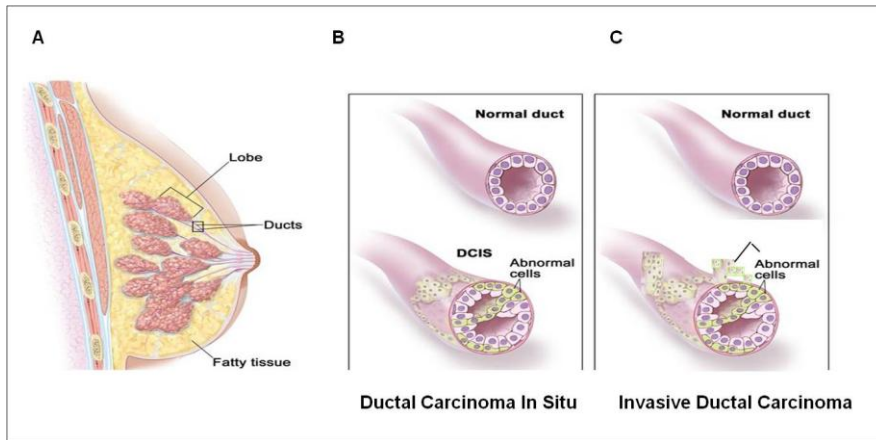 A
B
C
Lobe
Ducts
Fatty tissue
Normal duct
DCIS
Abnormal
cells
Ductal Carcinoma In Situ
Normal duct
Abnormal
cells
Invasive Ductal Carcinoma